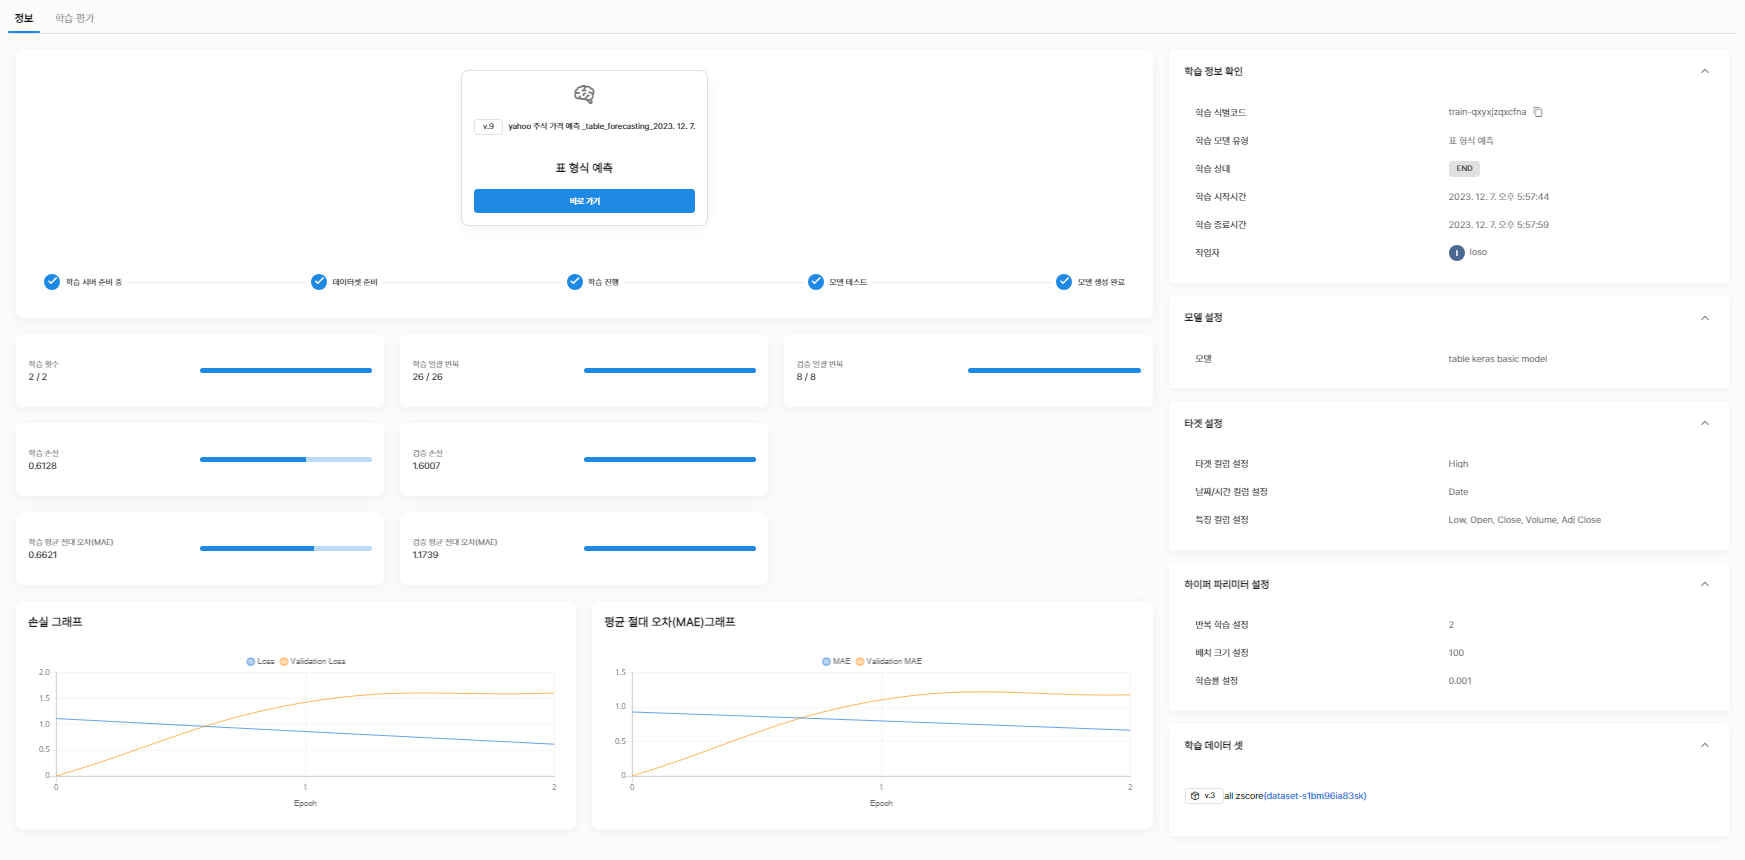 정보 학습 평가
v.9 yahoo 주식 가격 예측 _table_forecasting_2023. 12. 7.
표 형식 예측
바로 가기
학습 서버 준비 중 데이터셋 준비 학습 진행 모델 테스트 모델 생성 완료
학습 횟수
2 / 2
학습 일괄 반복
26 / 26
검증 일괄 반복
8 / 8
학습 손실
0.6128
검증 손실
1.6007
학습 평균 절대 오차(MAE)
0.6621
검증 평균 절대 오차(MAE)
1.1739
손실 그래프
Loss Validation Loss
2.0
1.5
1.0
0.5
0
0 1 2
Epoch
평균 절대 오차(MAE)그래프
MAE Validation MAE
1.5
1.0
0.5
0
0 1 2
Epoch
학습 정보 확인
학습 식별코드 train-qxyxjzqxcfna
학습 모델 유형 표 형식 예측
학습 상태 END
학습 시작시간 2023. 12. 7. 오후 5:57:44
학습 종료시간 2023. 12. 7. 오후 5:57:59
작업자 l loso
모델 설정
모델 table keras basic model
타겟 설정
타겟 컬럼 설정 High
날짜/시간 컬럼 설정 Date
특징 컬럼 설정 Low, Open, Close, Volume, Adj Close
하이퍼 파리미터 설정
반복 학습 설정 2
배치 크기 설정 100
학습률 설정 0.001
학습 데이터 셋
v.3 all zscore(dataset-s1bm96ia83sk)